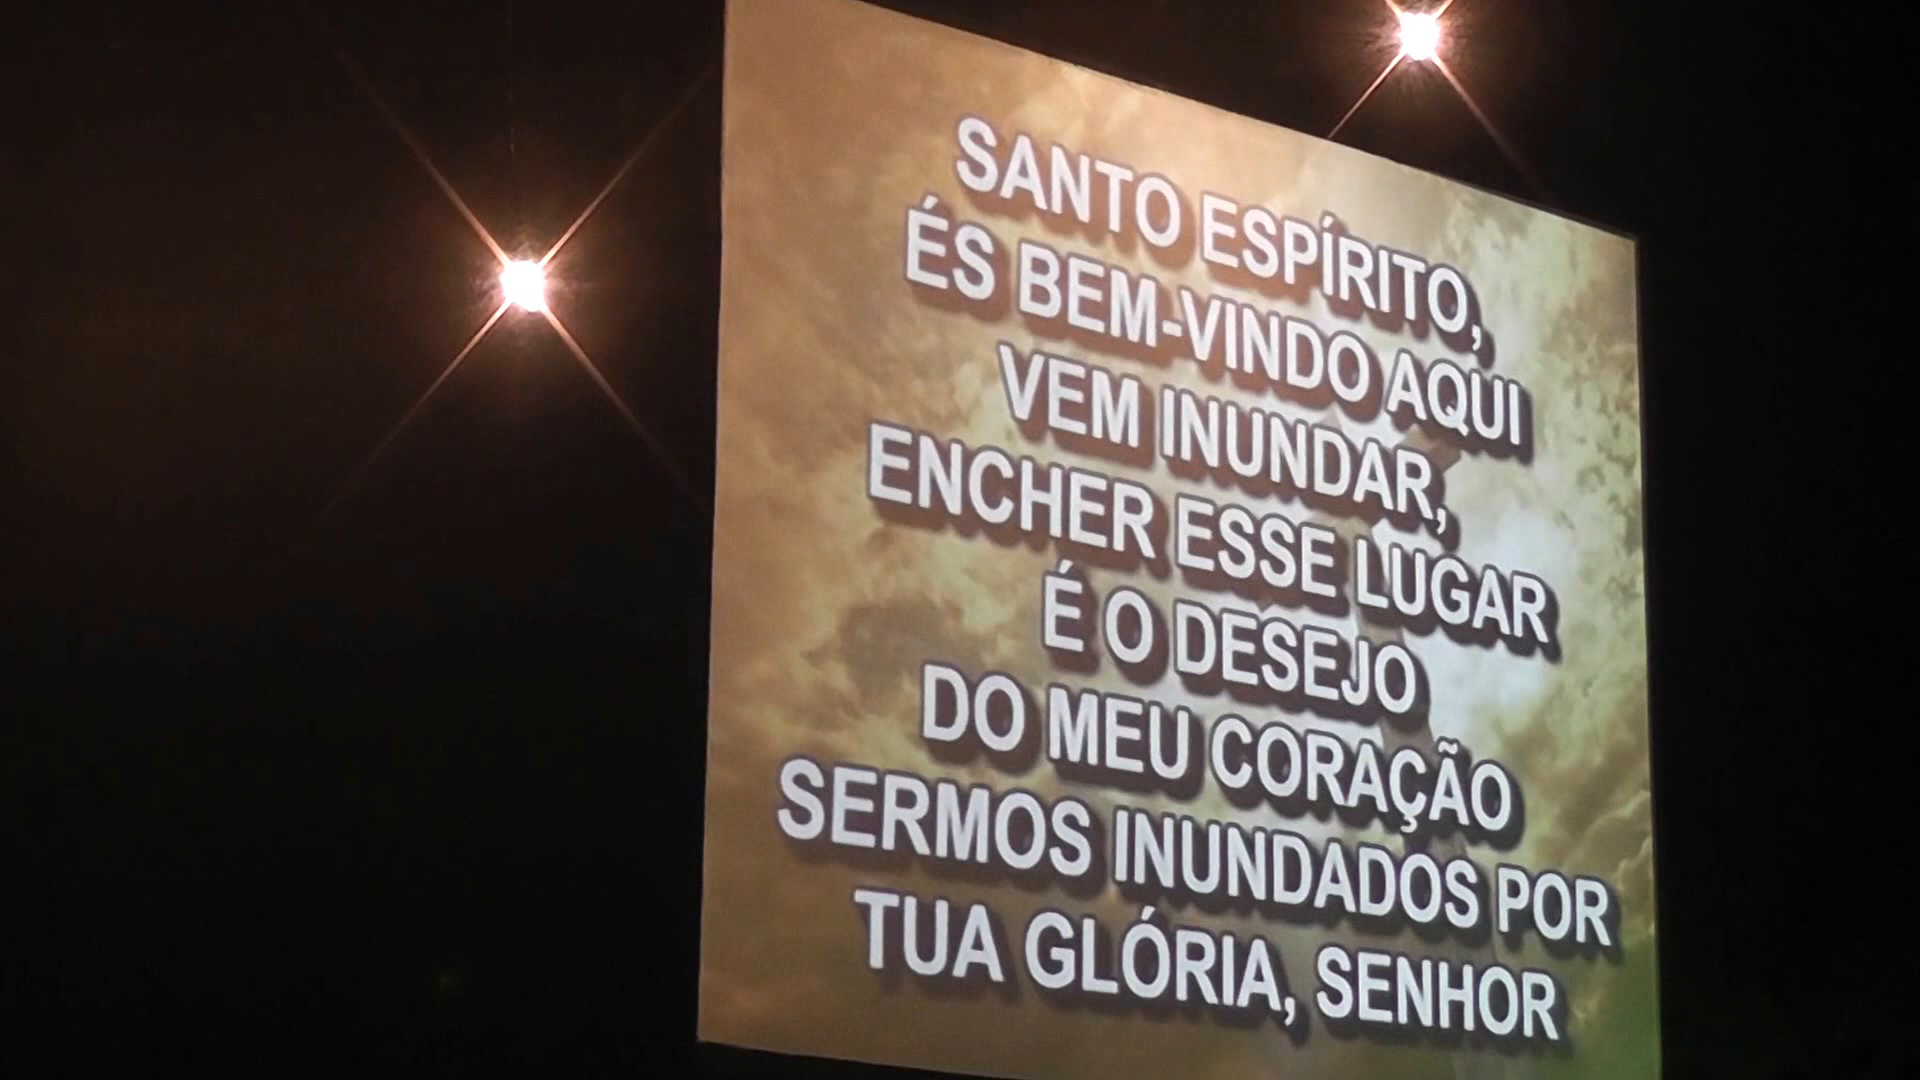 SANTO ESPÍRITO,
ÉS BEM-VINDO AQUI
VEM INUNDAR,
ENCHER ESSE LUGAR
É O DESEJO
DO MEU CORAÇÃO
SERMOS INUNDADOS POR
TUA GLÓRIA, SENHOR